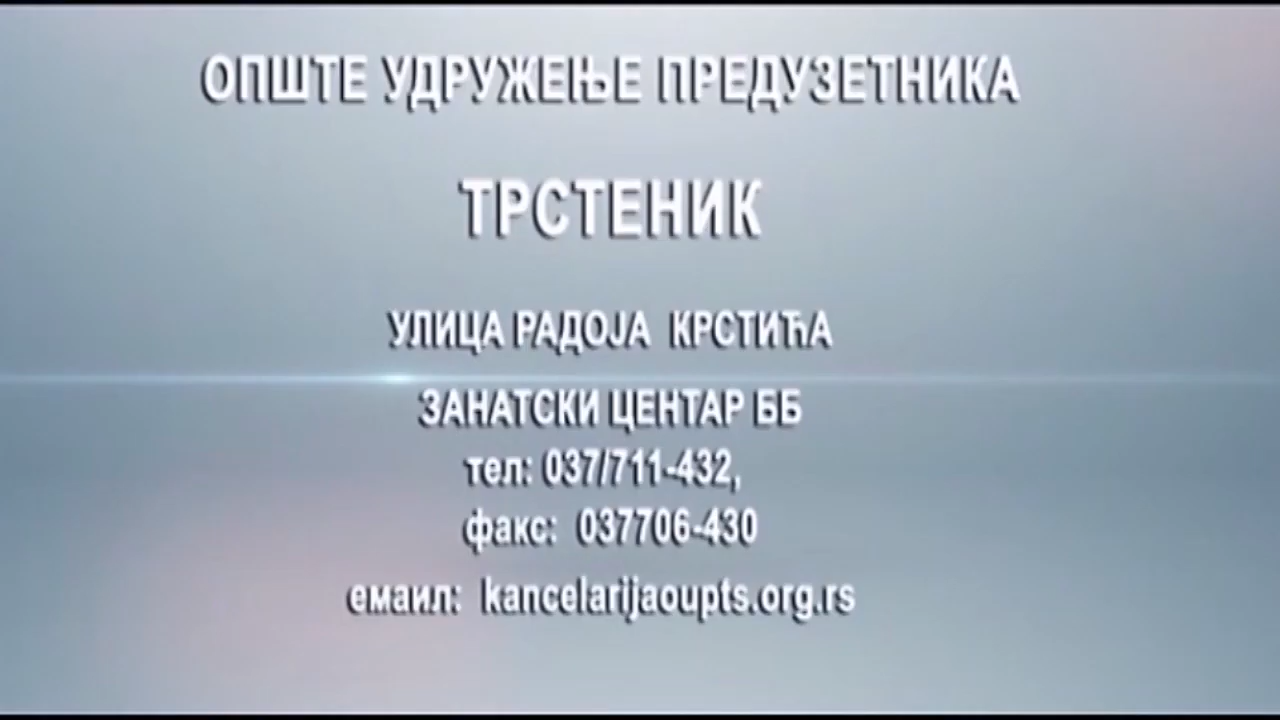 ОПШТЕ УДРУЖЕЊЕ ПРЕДУЗЕТНИКА
ТРСТЕНИК
УЛИЦА РАДОЈА КРСТИЋА
ЗАНАТСКИ ЦЕНТАР ББ
тел: 037/711-432,
факс: 037706-430
емаил: kancelarijaoupts.org.rs